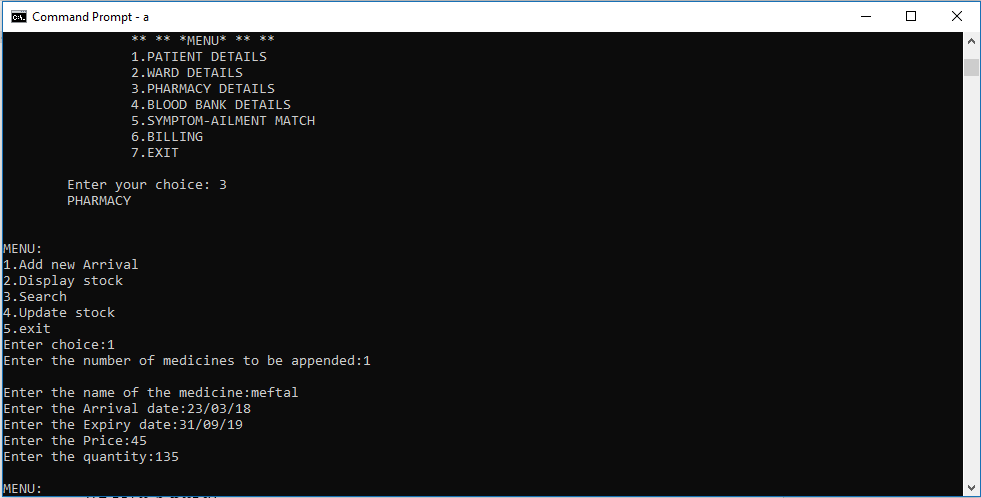 Command Prompt - a
** ** *MENU* ** **
1.PATIENT DETAILS
2.WARD DETAILS
3.PHARMACY DETAILS
4.BLOOD BANK DETAILS
5.SYMPTOM-AILMENT MATCH
6.BILLING
7.EXIT
Enter your choice: 3
PHARMACY
MENU:
1.Add new Arrival
2.Display stock
3.Search
4.Update stock
5.exit
Enter choice:1
Enter the number of medicines to be appended:1
Enter the name of the medicine:meftal
Enter the Arrival date:23/03/18
Enter the Expiry date:31/09/19
Enter the Price:45
Enter the quantity:135
MENU: